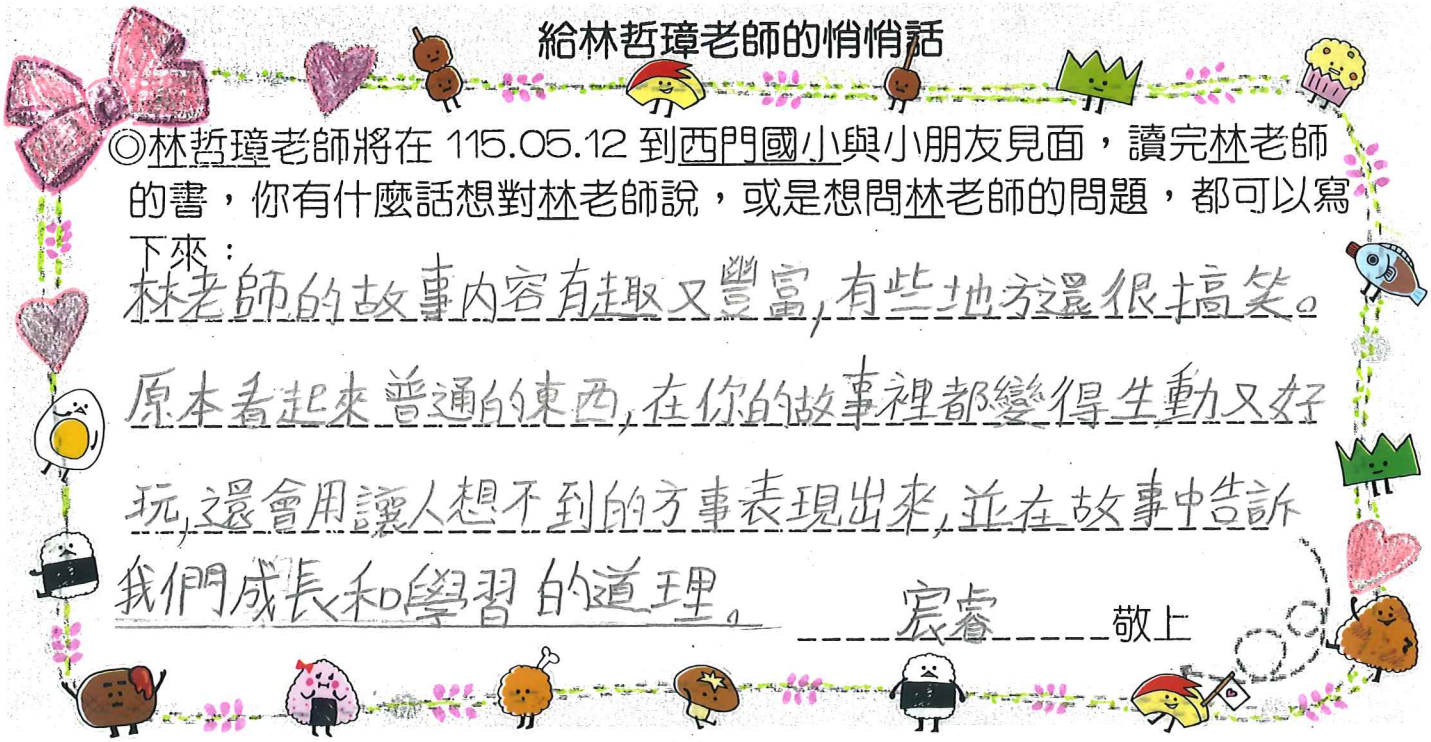 給林哲璋老師的悄悄話
◎林哲璋老師將在 115.05.12 到西門國小與小朋友見面，讀完林老師
的書，你有什麼話想對林老師說，或是想問林老師的問題，都可以寫
下來：
林老師的故事內容有趣又豐富,有些地方還很搞笑。
原本看起來普通的東西,在你的故事裡都變得生動又好
玩,還會用讓人想不到的方事表現出來,並在故事中告訴
我們成長和學習的道理。
宸睿 敬上